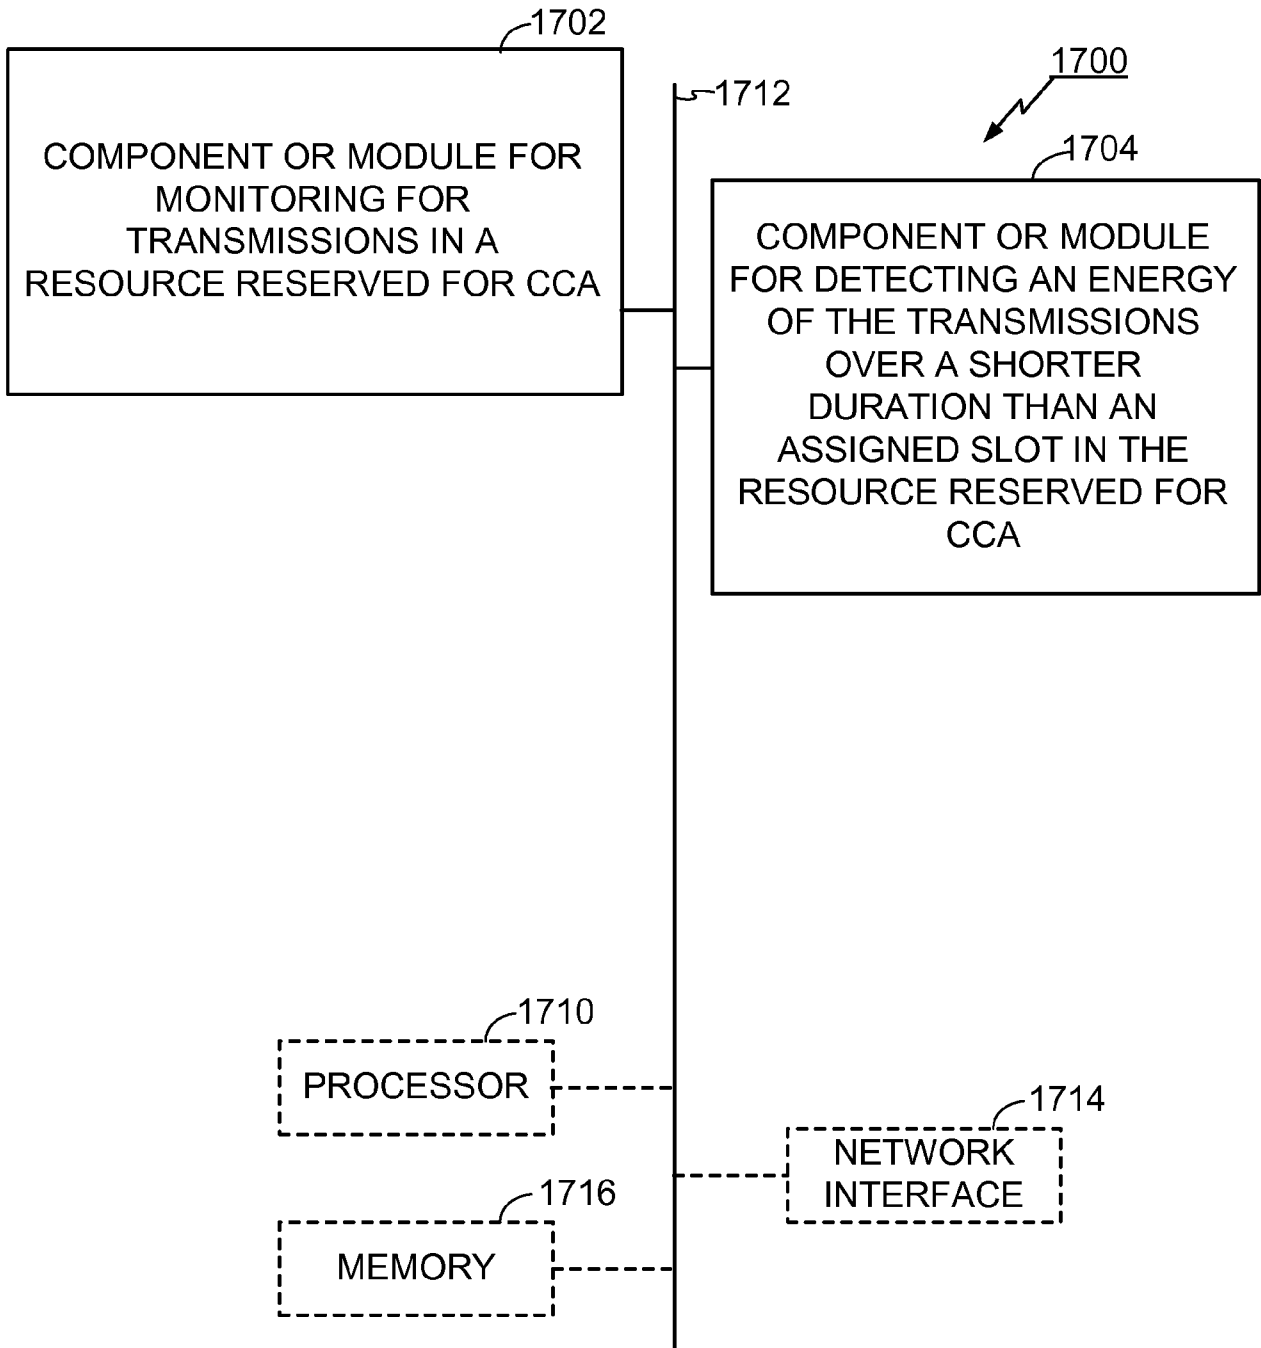 1702
1712
1700
1704
COMPONENT OR MODULE FOR
MONITORING FOR
TRANSMISSIONS IN A
RESOURCE RESERVED FOR CCA
COMPONENT OR MODULE
FOR DETECTING AN ENERGY
OF THE TRANSMISSIONS
OVER A SHORTER
DURATION THAN AN
ASSIGNED SLOT IN THE
RESOURCE RESERVED FOR
CCA
1710
PROCESSOR
1714
NETWORK
INTERFACE
1716
MEMORY